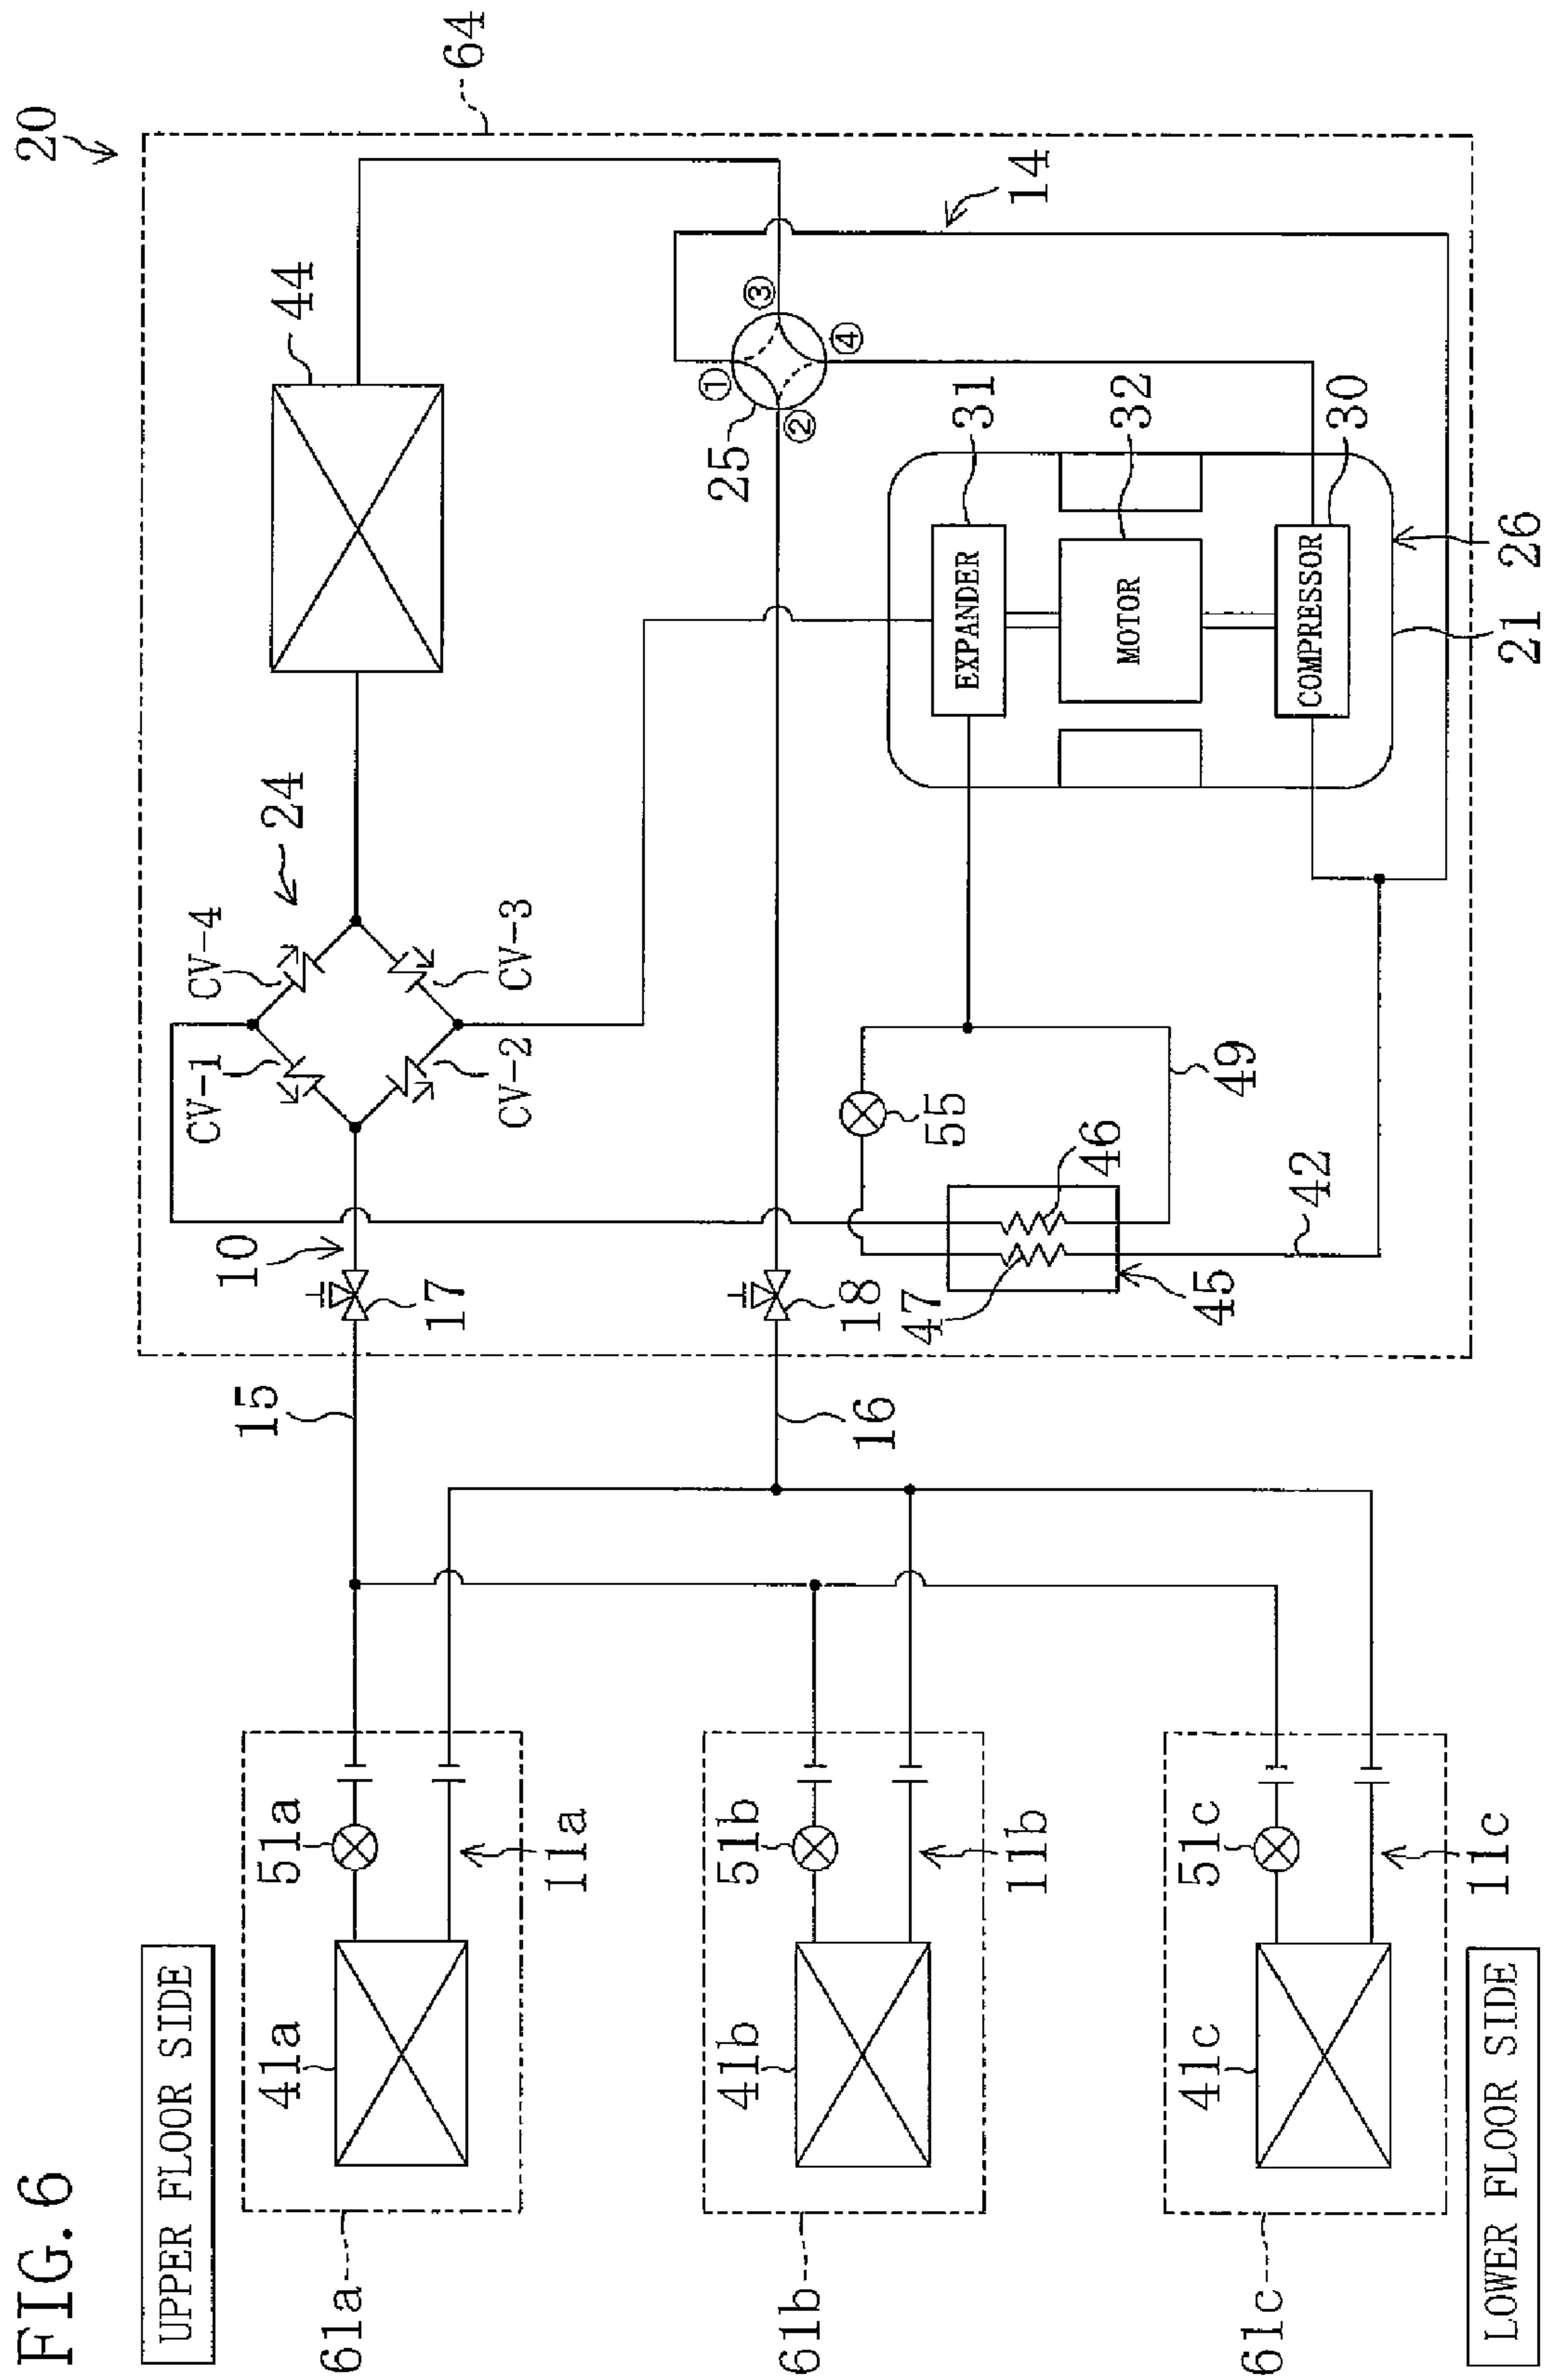 FIG. 6
20
64
UPPER FLOOR SIDE
61a
41a
51a
11a
15
10
17
CV-1
CV-4
24
CV-2
CV-3
44
61b
41b
51b
11b
16
18
25
①
②
③
④
14
55
47
46
45
49
42
31
EXPANDER
32
MOTOR
30
COMPRESSOR
21
26
61c
41c
51c
11c
LOWER FLOOR SIDE